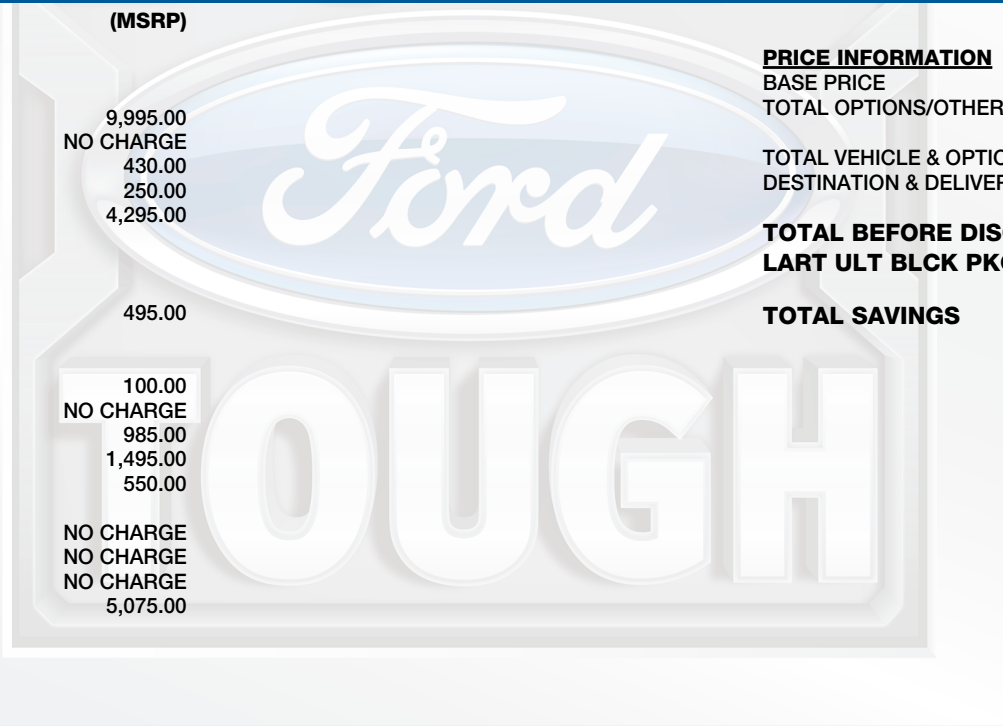 (MSRP)
9,995.00
NO CHARGE
430.00
250.00
4,295.00
495.00
100.00
NO CHARGE
985.00
1,495.00
550.00
NO CHARGE
NO CHARGE
NO CHARGE
5,075.00
PRICE INFORMATION
BASE PRICE
TOTAL OPTIONS/OTHER
TOTAL VEHICLE & OPTIO
DESTINATION & DELIVER
TOTAL BEFORE DIS
LART ULT BLCK PK
TOTAL SAVINGS
Ford
TOUGH